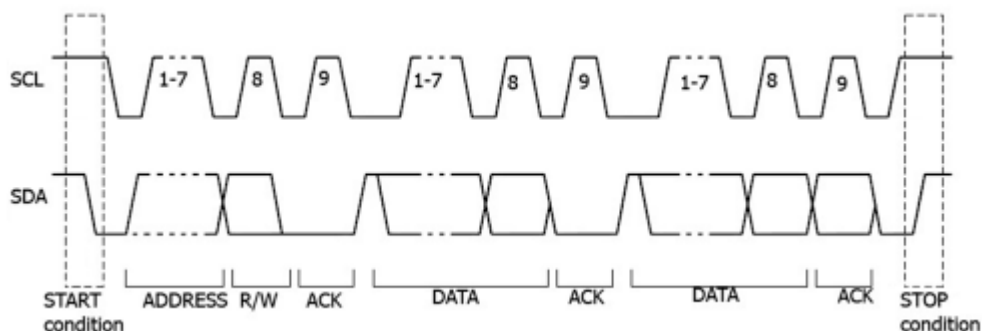 SCL 1-7 8 9 1-7 8 9 1-7 8 9
SDA
START condition
ADDRESS R/W ACK DATA ACK DATA ACK
STOP condition